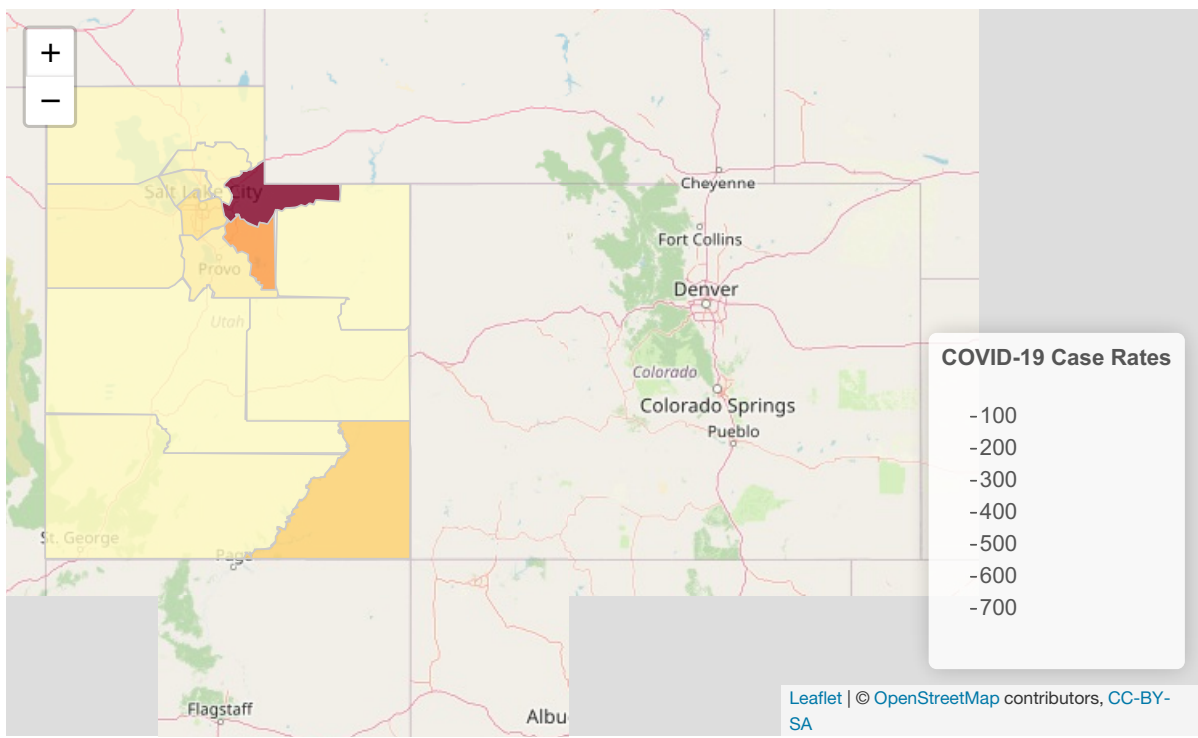 +
−
Salt Lake City
Cheyenne
Fort Collins
Provo
Denver
Utah
COVID-19 Case Rates
Colorado
-100
Colorado Springs
-200
Pueblo
-300
-400
-500
St. George
Page
-600
-700
Flagstaff
Albu
Leaflet | © OpenStreetMap contributors, CC-BY-
SA